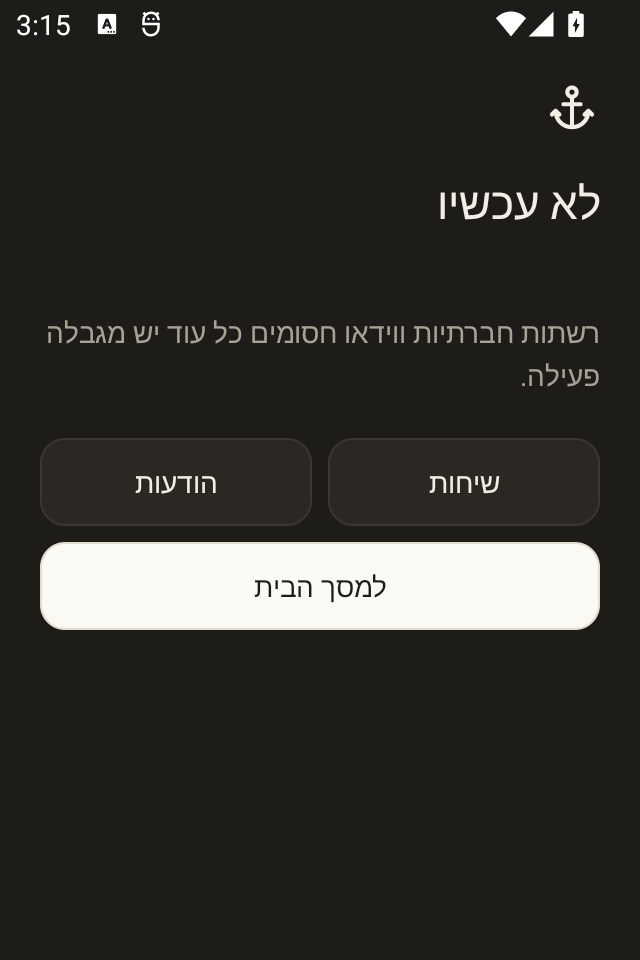 3:15
לא עכשיו
רשתות חברתיות ווידאו חסומים כל עוד יש מגבלה
פעילה.
שיחות
הודעות
למסך הבית